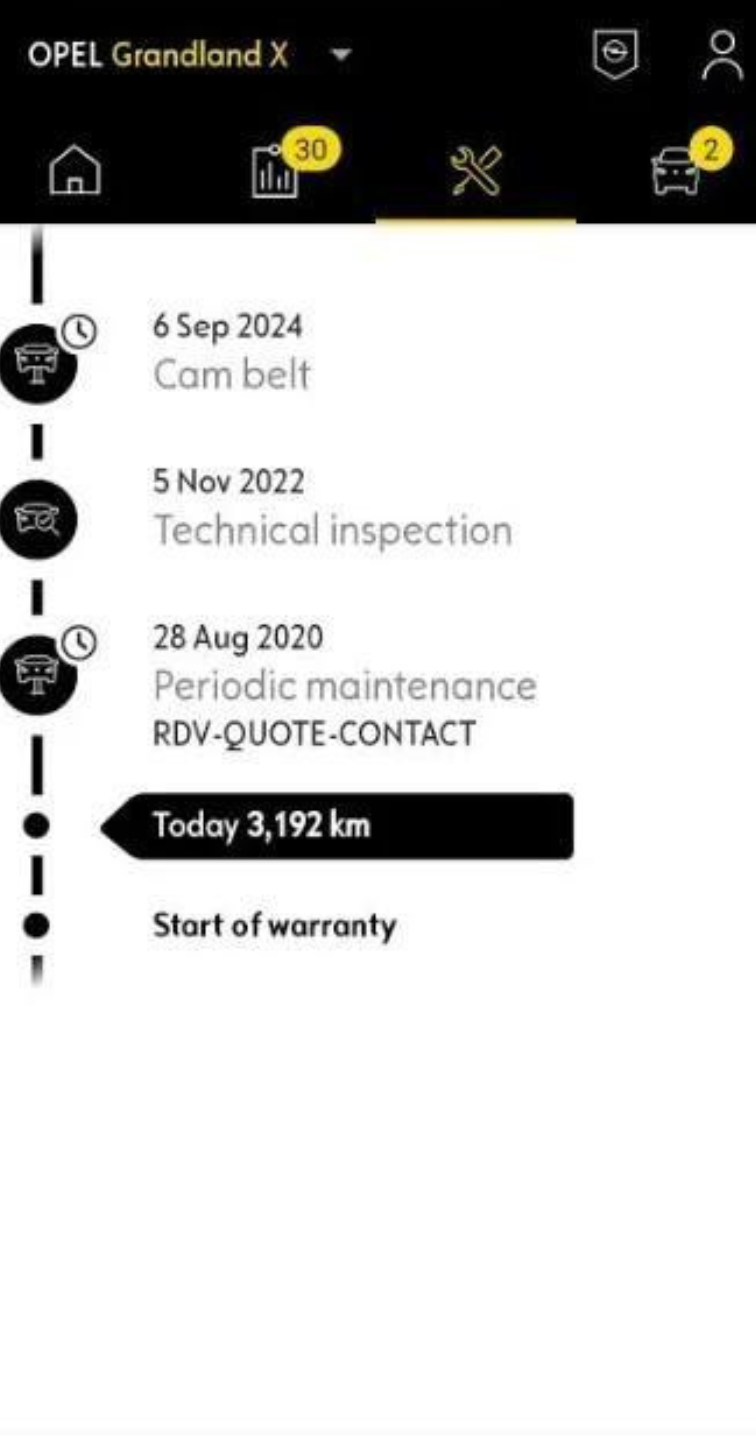 OPEL Grandland X
30
2
6 Sep 2024
Cam belt
5 Nov 2022
Technical inspection
28 Aug 2020
Periodic maintenance
RDV-QUOTE-CONTACT
Today 3,192 km
Start of warranty